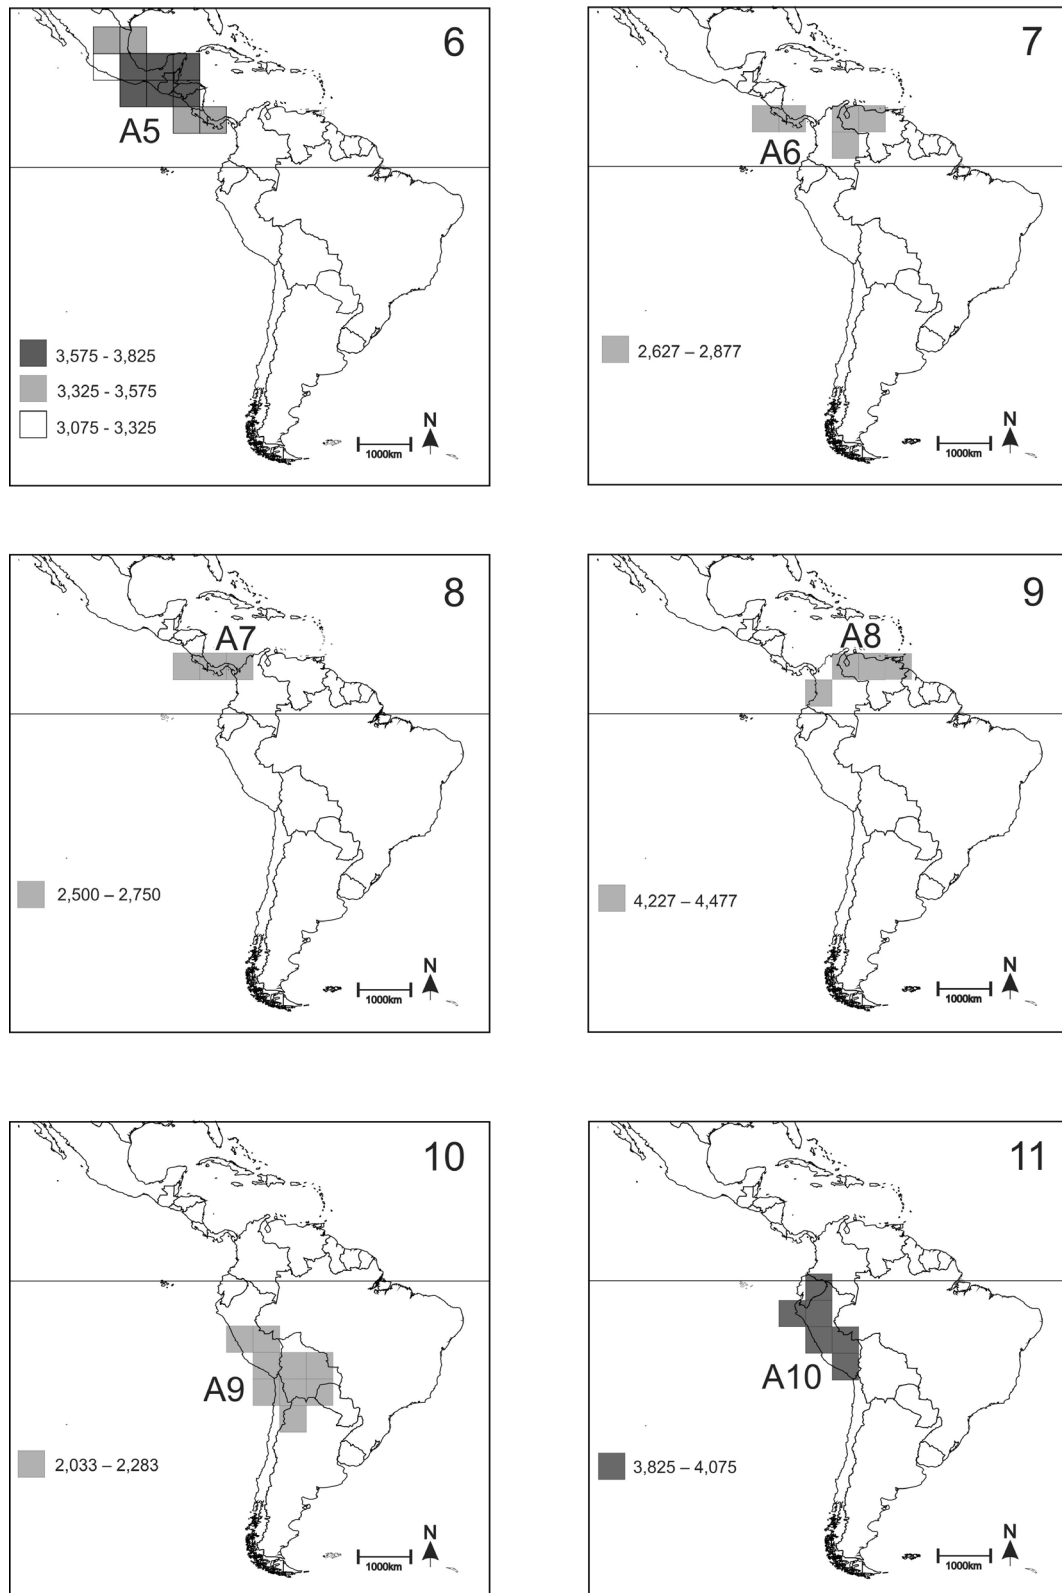 6
A5
3,575 - 3,825
3,325 - 3,575
3,075 - 3,325
N
1000km
7
A6
2,627 – 2,877
N
1000km
8
A7
2,500 – 2,750
N
1000km
9
A8
4,227 – 4,477
N
1000km
10
A9
2,033 – 2,283
N
1000km
11
A10
3,825 – 4,075
N
1000km